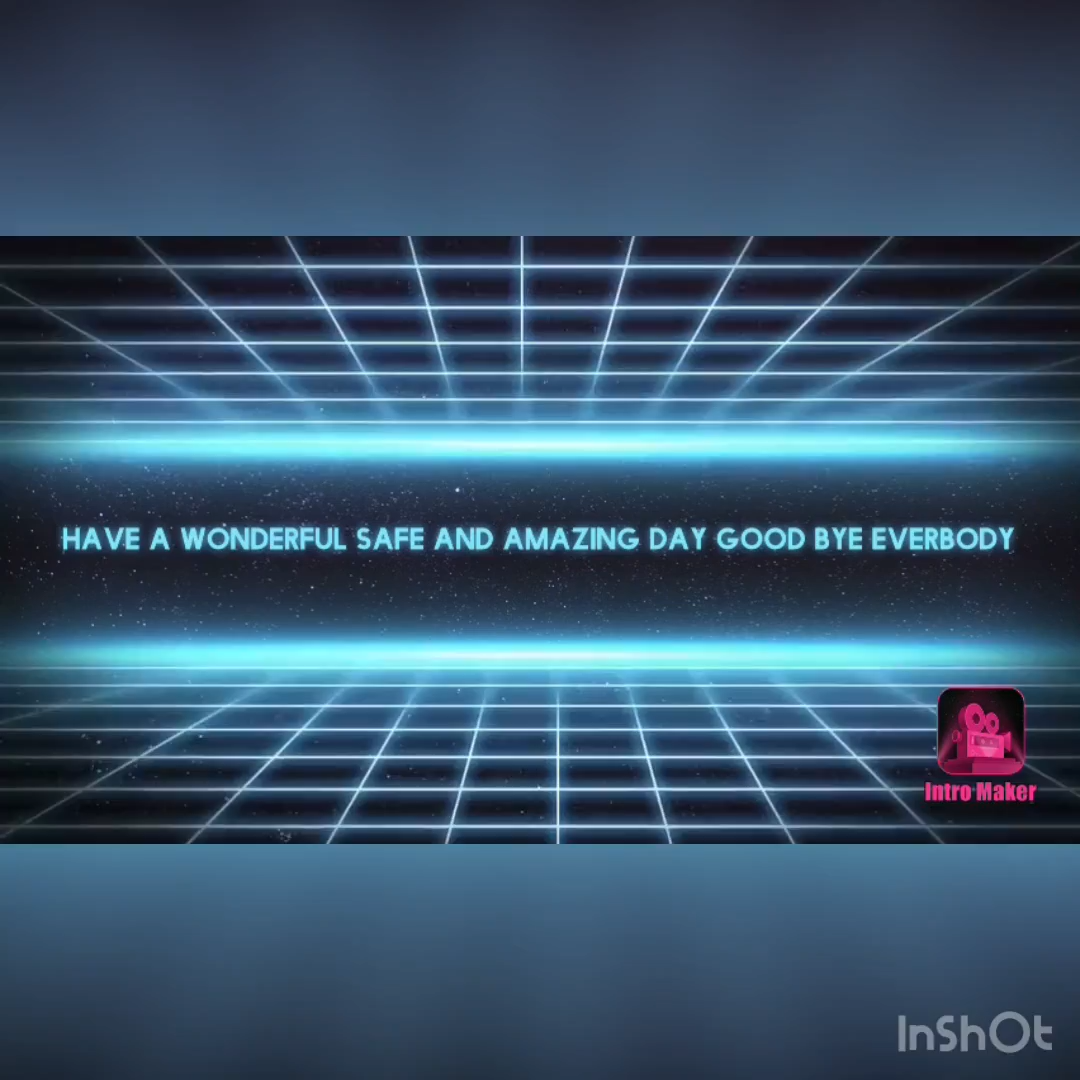 HAVE A WONDERFUL SAFE AND AMAZING DAY GOOD BYE EVERBODY
Intro Maker
InShOt